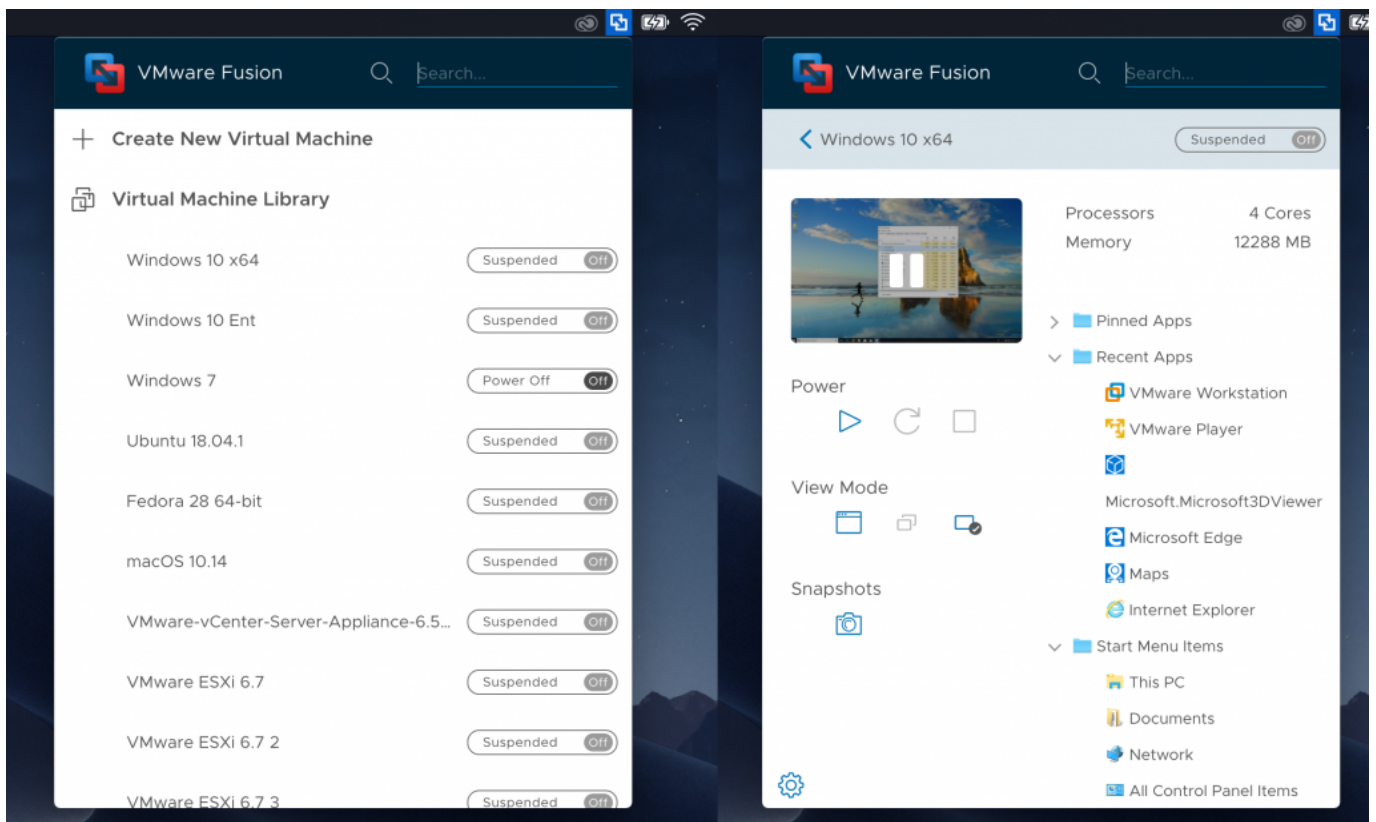 VMware Fusion
Search...
Create New Virtual Machine
Virtual Machine Library
Windows 10 x64
Suspended Off
Windows 10 Ent
Suspended Off
Windows 7
Power Off Off
Ubuntu 18.04.1
Suspended Off
Fedora 28 64-bit
Suspended Off
macOS 10.14
Suspended Off
VMware-vCenter-Server-Appliance-6.5...
Suspended Off
VMware ESXi 6.7
Suspended Off
VMware ESXi 6.7 2
Suspended Off
VMware ESXi 6.7 3
Suspended Off
VMware Fusion
Search...
Windows 10 x64
Suspended Off
Processors 4 Cores
Memory 12288 MB
Power
View Mode
Snapshots
Pinned Apps
Recent Apps
VMware Workstation
VMware Player
Microsoft.Microsoft3DViewer
Microsoft Edge
Maps
Internet Explorer
Start Menu Items
This PC
Documents
Network
All Control Panel Items